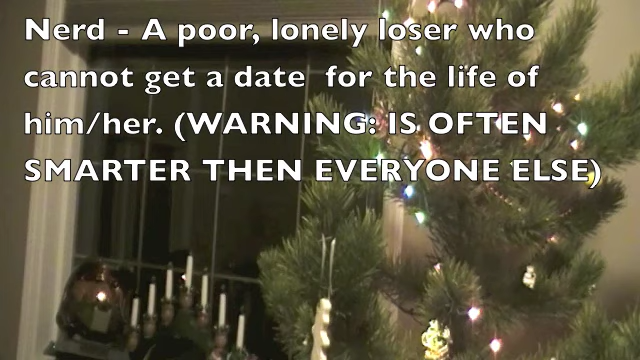 Nerd - A poor, lonely loser who
cannot get a date  for the life of
him/her. (WARNING: IS OFTEN
SMARTER THEN EVERYONE ELSE)